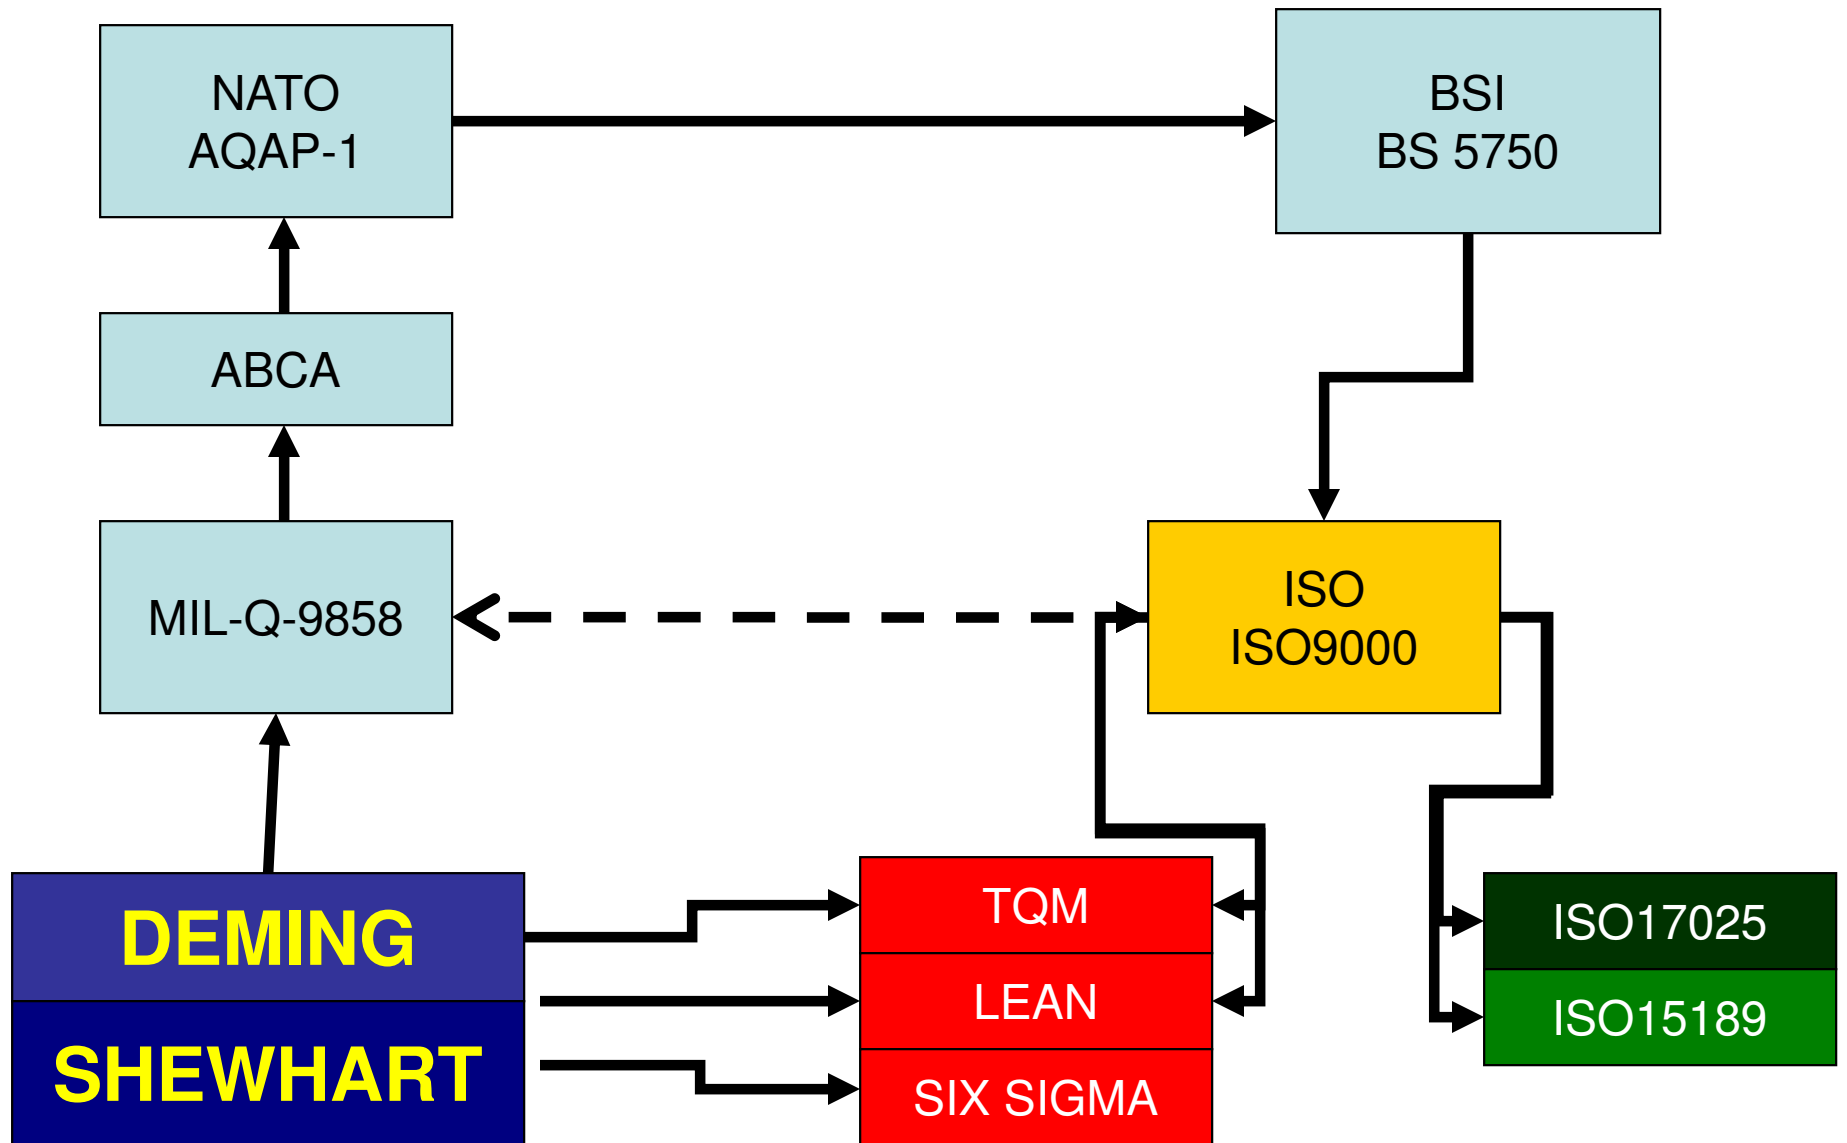 NATO
AQAP-1
BSI
BS 5750
ABCA
MIL-Q-9858
ISO
ISO9000
DEMING
SHEWHART
TQM
LEAN
SIX SIGMA
ISO17025
ISO15189